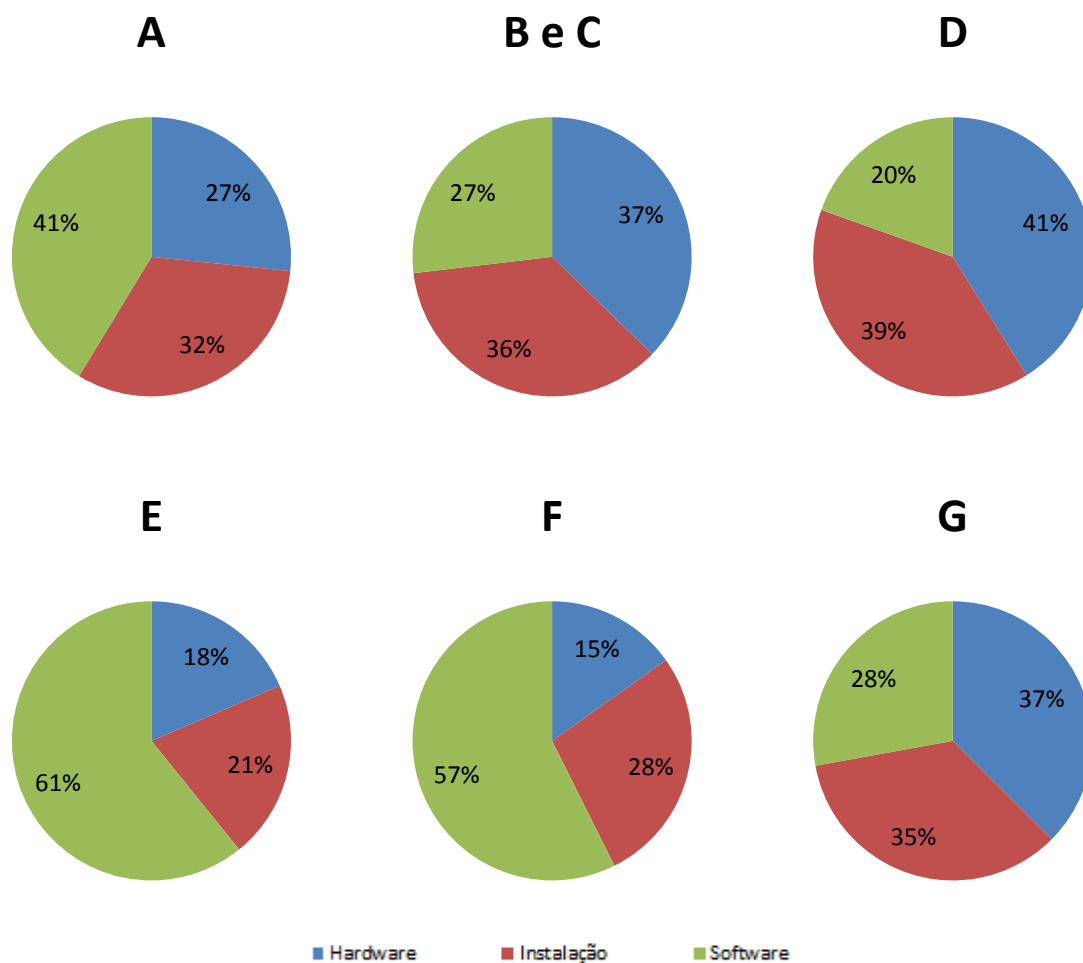 A
B e C
D
27%
41%
32%
27%
37%
36%
20%
41%
39%
E
F
G
18%
21%
61%
15%
28%
57%
28%
37%
35%
Hardware
Instalação
Software